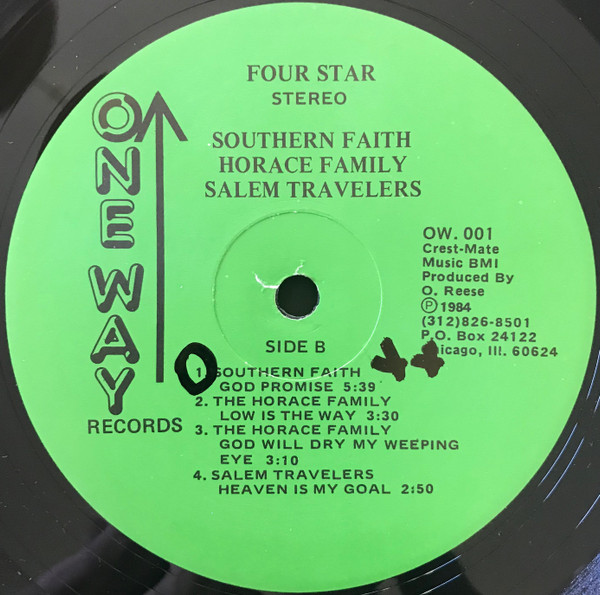 ONE WAY
RECORDS
FOUR STAR
STEREO
SOUTHERN FAITH
HORACE FAMILY
SALEM TRAVELERS
OW. 001
Crest-Mate
Music BMI
Produced By
O. Reese
Ⓟ 1984
(312)826-8501
P.O. Box 24122
Chicago, Ill. 60624
SIDE B
1. SOUTHERN FAITH
GOD PROMISE 5:39
2. THE HORACE FAMILY
LOW IS THE WAY 3:30
3. THE HORACE FAMILY
GOD WILL DRY MY WEEPING
EYE 3:10
4. SALEM TRAVELERS
HEAVEN IS MY GOAL 2:50